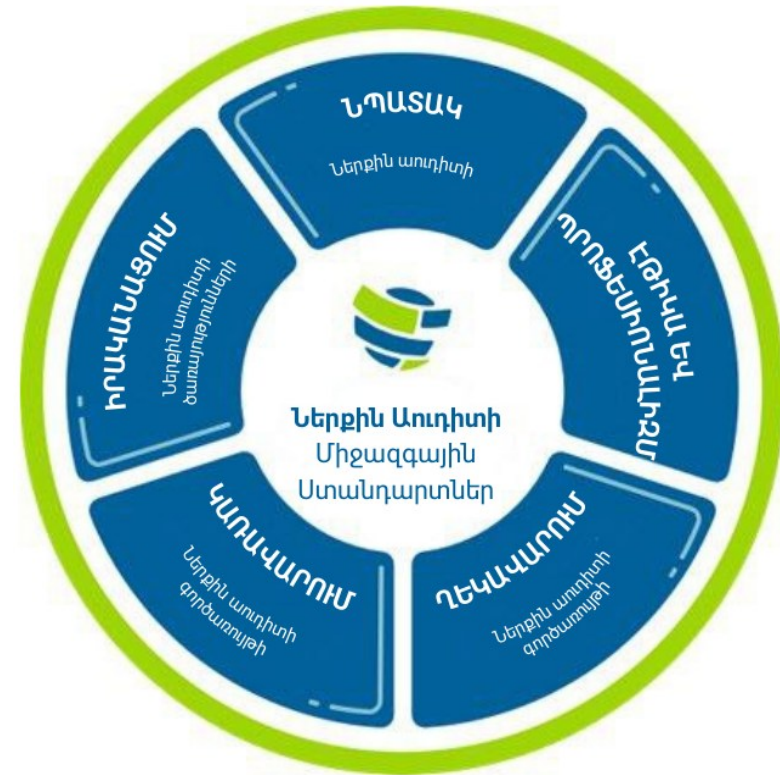 ՆՊԱՏԱԿ
Ներքին աուդիտի
ԷԹԻԿԱ ԵՎ
ՊՐՈՖԵՍԻՈՆԱԼԻԶՄ
ՂԵԿԱՎԱՐՈՒՄ
Ներքին աուդիտի
գործառույթի
ԿԱՌԱՎԱՐՈՒՄ
Ներքին աուդիտի
գործառույթի
ԻՐԱԿԱՆԱՑՈՒՄ
Ներքին աուդիտի
ծառայությունների
Ներքին Աուդիտի
Միջազգային
Ստանդարտներ